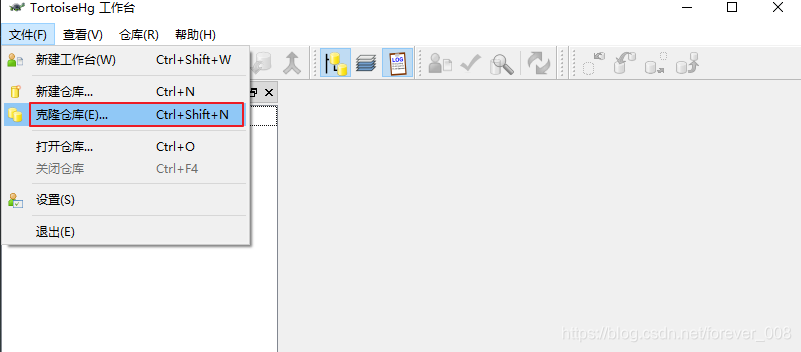 TortoiseHg 工作台
文件(F) 查看(V) 仓库(R) 帮助(H)
新建工作台(W) Ctrl+Shift+W
新建仓库... Ctrl+N
克隆仓库(E)... Ctrl+Shift+N
打开仓库... Ctrl+O
关闭仓库 Ctrl+F4
设置(S)
退出(E)
LOG
https://blog.csdn.net/forever_008